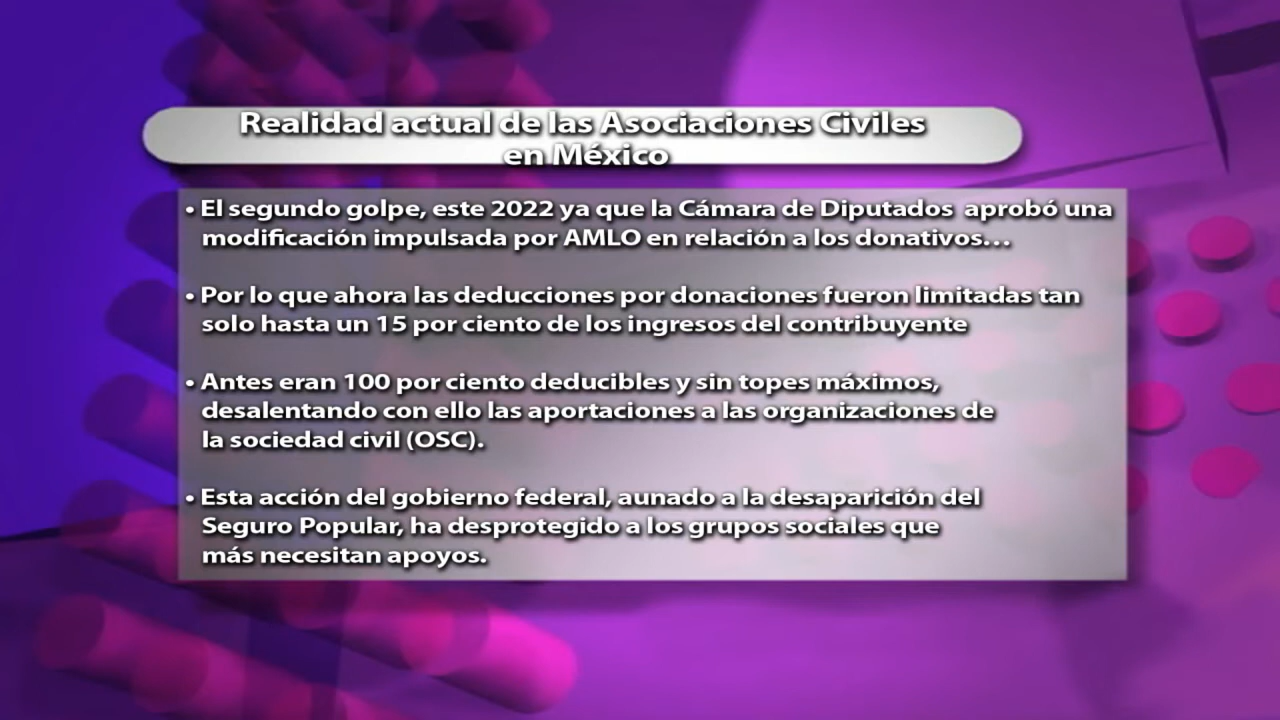 Realidad actual de las Asociaciones Civiles
en México
• El segundo golpe, este 2022 ya que la Cámara de Diputados aprobó una
modificación impulsada por AMLO en relación a los donativos...
• Por lo que ahora las deducciones por donaciones fueron limitadas tan
solo hasta un 15 por ciento de los ingresos del contribuyente
• Antes eran 100 por ciento deducibles y sin topes máximos,
desalentando con ello las aportaciones a las organizaciones de
la sociedad civil (OSC).
• Esta acción del gobierno federal, aunado a la desaparición del
Seguro Popular, ha desprotegido a los grupos sociales que
más necesitan apoyos.